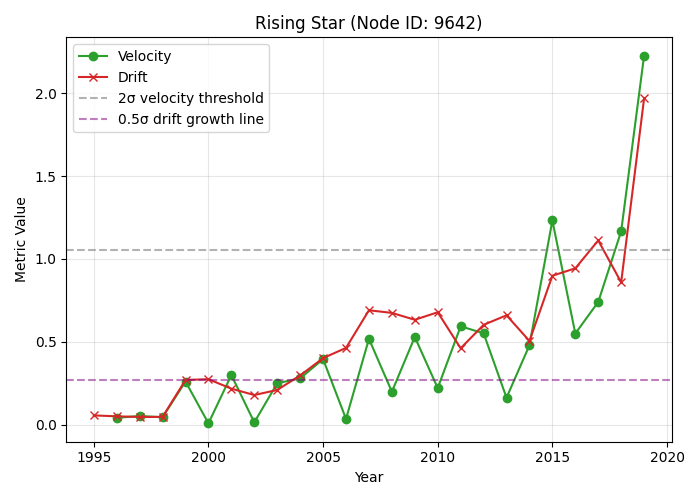 Rising Star (Node ID: 9642)
Velocity
Drift
2σ velocity threshold
0.5σ drift growth line
Metric Value
2.0
1.5
1.0
0.5
0.0
1995 2000 2005 2010 2015 2020
Year